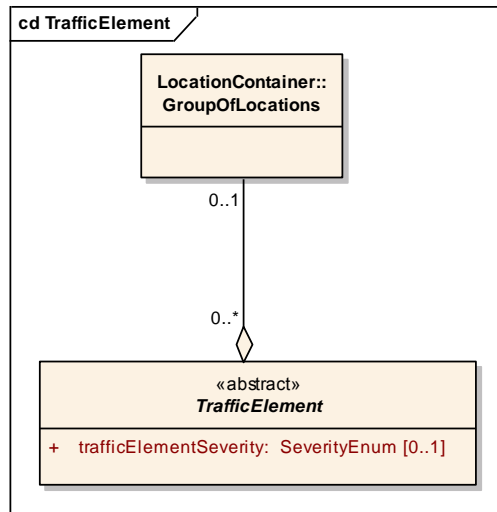 cd TrafficElement
LocationContainer::
GroupOfLocations
0..1
0..*
«abstract»
TrafficElement
+ trafficElementSeverity: SeverityEnum [0..1]